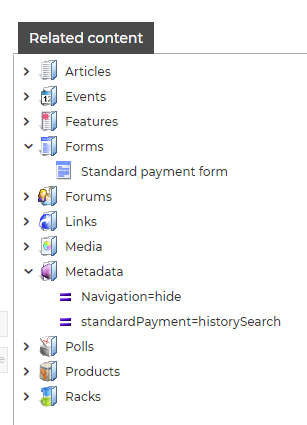 Related content
Articles
Events
Features
Forms
Standard payment form
Forums
Links
Media
Metadata
Navigation=hide
standardPayment=historySearch
Polls
Products
Racks